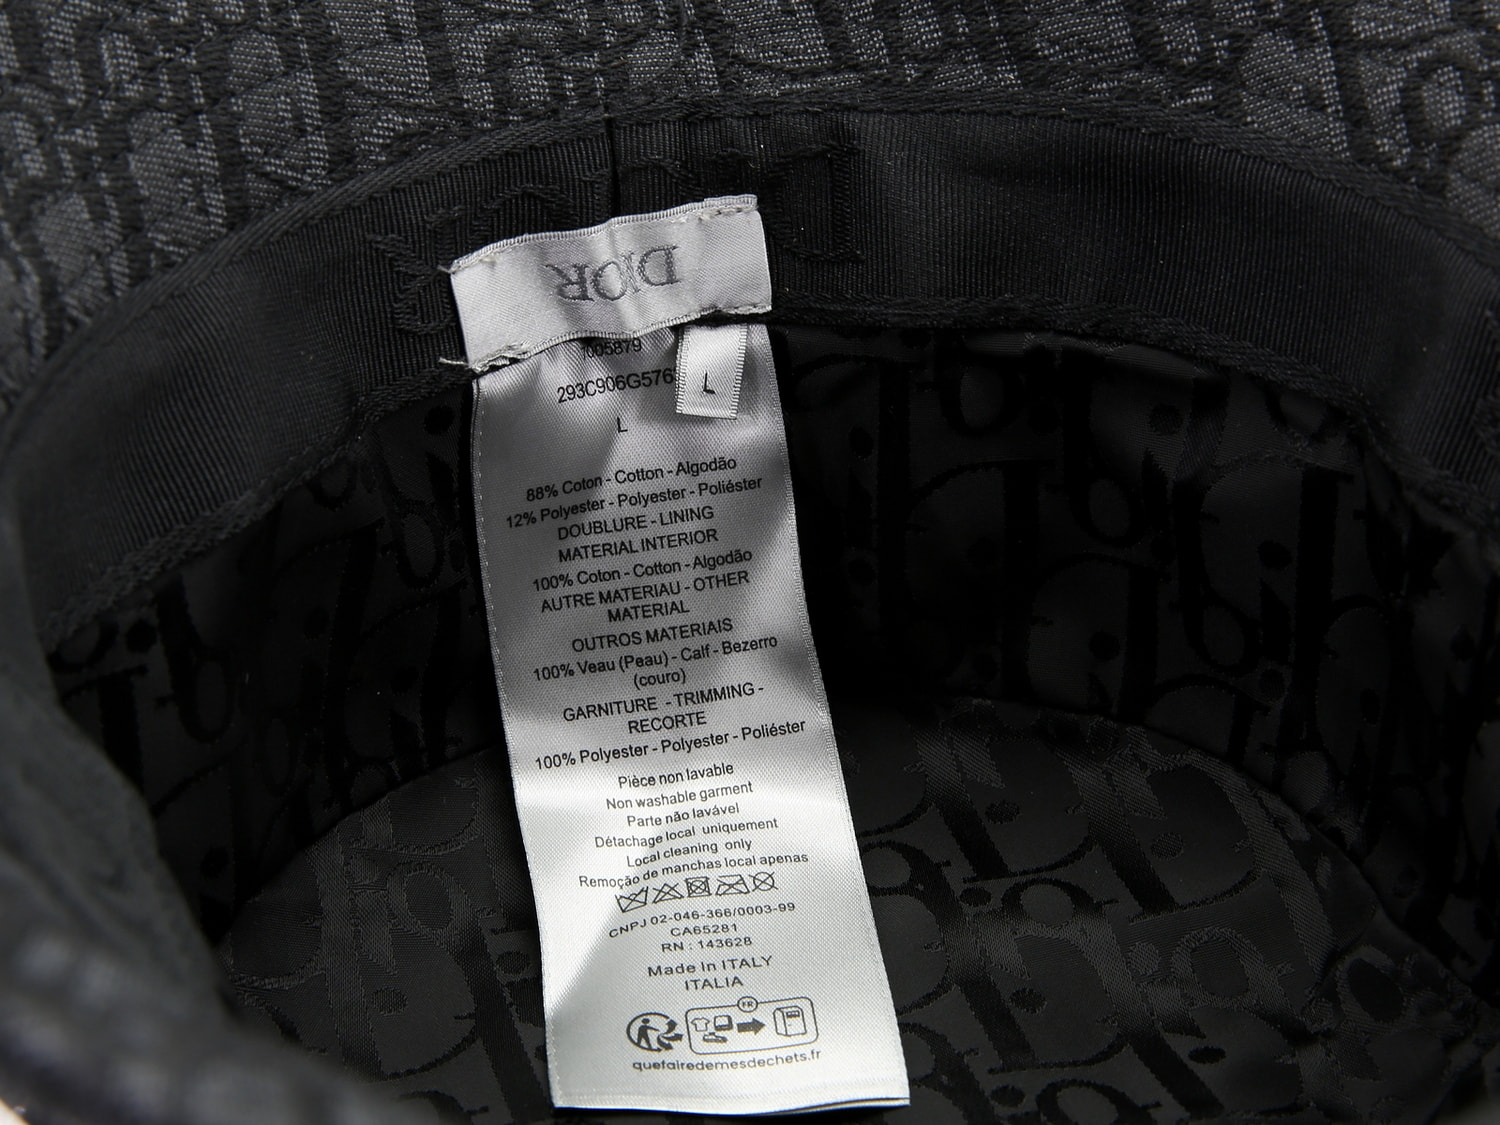 DIOR
DIOR
/005879
293C906G576
L
L
88% Coton - Cotton - Algodão
12% Polyester - Polyester - Poliéster
DOUBLURE - LINING
MATERIAL INTERIOR
100% Coton - Cotton - Algodão
AUTRE MATERIAU - OTHER
MATERIAL
OUTROS MATERIAIS
100% Veau (Peau) - Calf - Bezerro
(couro)
GARNITURE - TRIMMING -
RECORTE
100% Polyester - Polyester - Poliéster
Pièce non lavable
Non washable garment
Parte não lavável
Détachage local uniquement
Local cleaning only
Remoção de manchas local apenas
CNPJ 02-046-366/0003-99
CA65281
RN : 143628
Made In ITALY
ITALIA
FR
quefairedemesdechets.fr